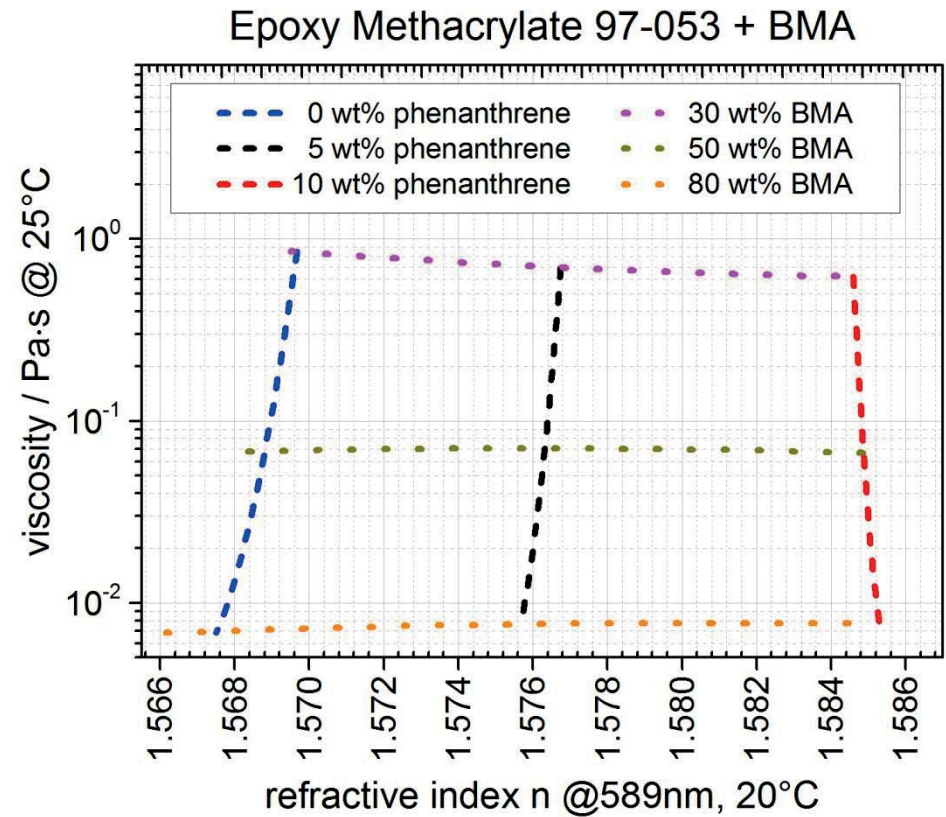 Epoxy Methacrylate 97-053 + BMA
0 wt% phenanthrene 30 wt% BMA
5 wt% phenanthrene 50 wt% BMA
10 wt% phenanthrene 80 wt% BMA
viscosity / Pa·s @ 25°C
10⁰
10⁻¹
10⁻²
1.566 1.568 1.570 1.572 1.574 1.576 1.578 1.580 1.582 1.584 1.586
refractive index n @589nm, 20°C